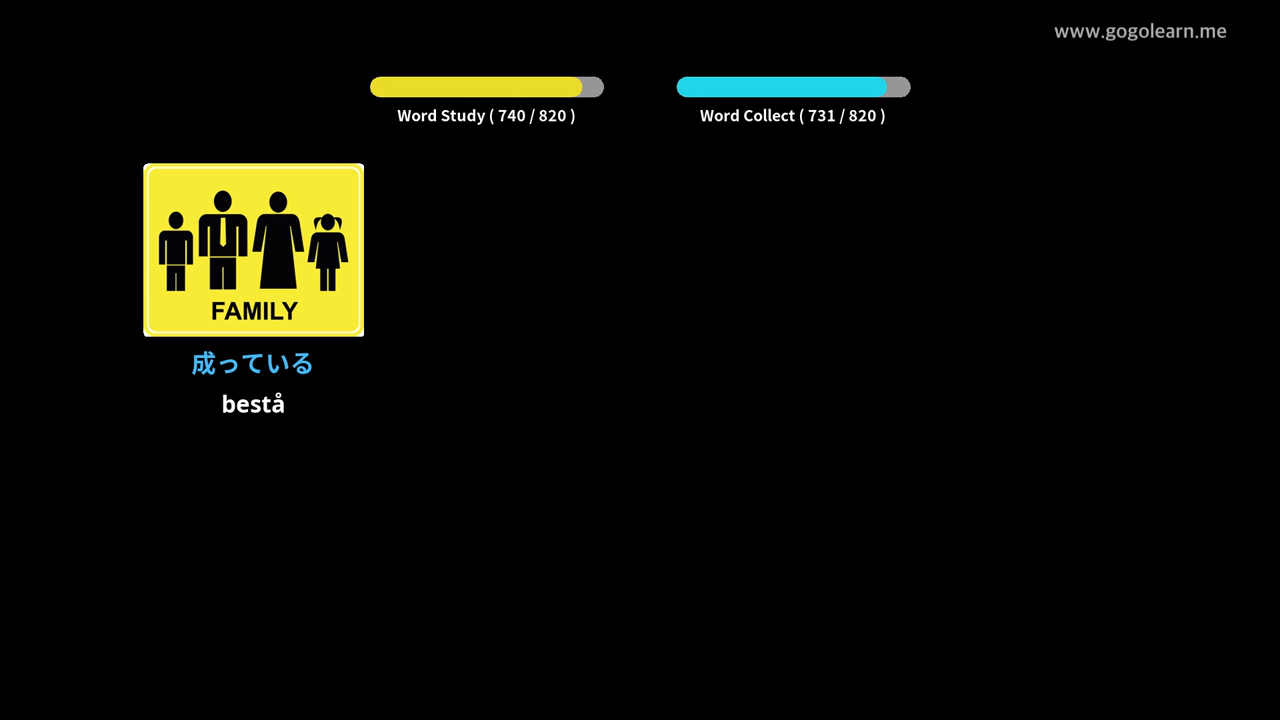 www.gogolearn.me
Word Study ( 740 / 820 )
Word Collect ( 731 / 820 )
FAMILY
成っている
bestå